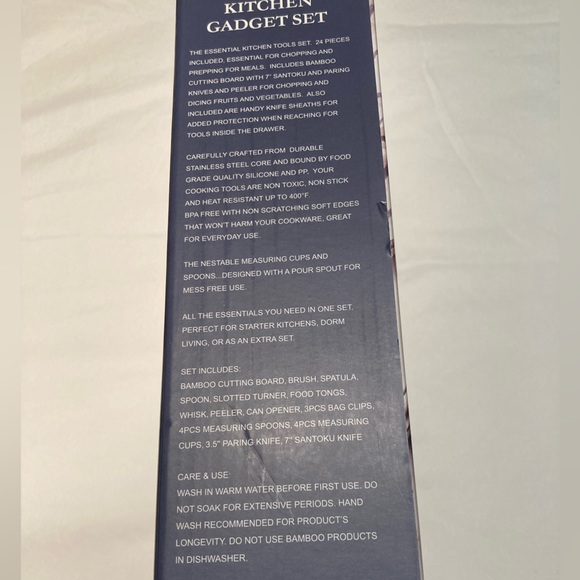 KITCHEN
GADGET SET
THE ESSENTIAL KITCHEN TOOLS SET. 24 PIECES
INCLUDED. ESSENTIAL FOR CHOPPING AND
PREPPING FOR MEALS. INCLUDES BAMBOO
CUTTING BOARD WITH 7" SANTOKU AND PARING
KNIVES AND PEELER FOR CHOPPING AND
DICING FRUITS AND VEGETABLES. ALSO
INCLUDED ARE HANDY KNIFE SHEATHS FOR
ADDED PROTECTION WHEN REACHING FOR
TOOLS INSIDE THE DRAWER.
CAREFULLY CRAFTED FROM DURABLE
STAINLESS STEEL CORE AND BOUND BY FOOD
GRADE QUALITY SILICONE AND PP. YOUR
COOKING TOOLS ARE NON TOXIC, NON STICK
AND HEAT RESISTANT UP TO 400°F.
BPA FREE WITH NON SCRATCHING SOFT EDGES
THAT WON'T HARM YOUR COOKWARE, GREAT
FOR EVERYDAY USE.
THE NESTABLE MEASURING CUPS AND
SPOONS...DESIGNED WITH A POUR SPOUT FOR
MESS FREE USE.
ALL THE ESSENTIALS YOU NEED IN ONE SET.
PERFECT FOR STARTER KITCHENS, DORM
LIVING, OR AS AN EXTRA SET.
SET INCLUDES:
BAMBOO CUTTING BOARD, BRUSH, SPATULA,
SPOON, SLOTTED TURNER, FOOD TONGS,
WHISK, PEELER, CAN OPENER, 3PCS BAG CLIPS,
4PCS MEASURING SPOONS, 4PCS MEASURING
CUPS, 3.5" PARING KNIFE, 7" SANTOKU KNIFE
CARE & USE:
WASH IN WARM WATER BEFORE FIRST USE. DO
NOT SOAK FOR EXTENSIVE PERIODS. HAND
WASH RECOMMENDED FOR PRODUCT'S
LONGEVITY. DO NOT USE BAMBOO PRODUCTS
IN DISHWASHER.